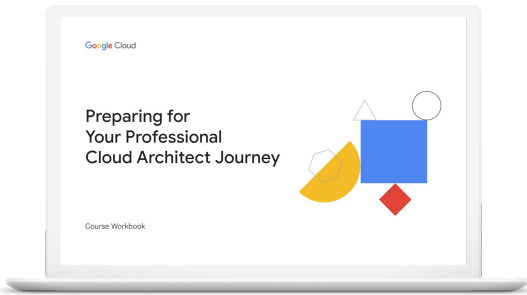 Google Cloud
Preparing for
Your Professional
Cloud Architect Journey
Course Workbook